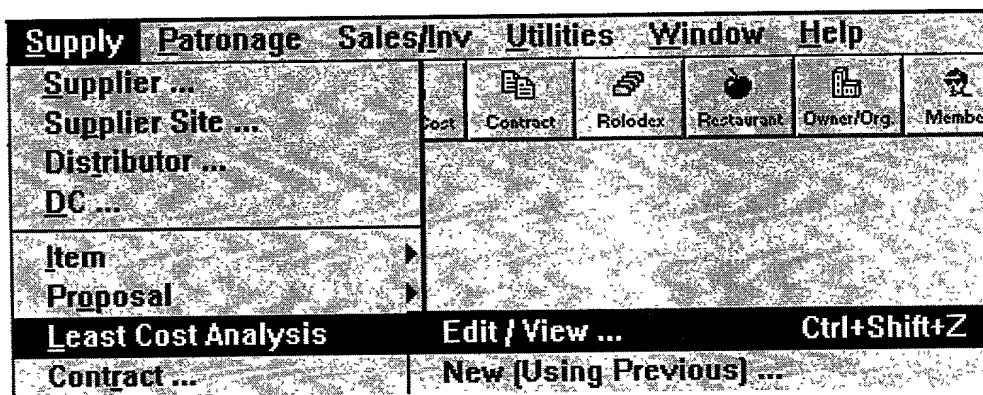 Supply Patronage Sales/Inv Utilities Window Help
Supplier ...
Supplier Site ...
Distributor ...
DC ...
Cost Contract Rolodex Restaurant Owner/Org. Membe
Item
Proposal
Least Cost Analysis Edit / View ... Ctrl+Shift+Z
Contract ... New (Using Previous) ...